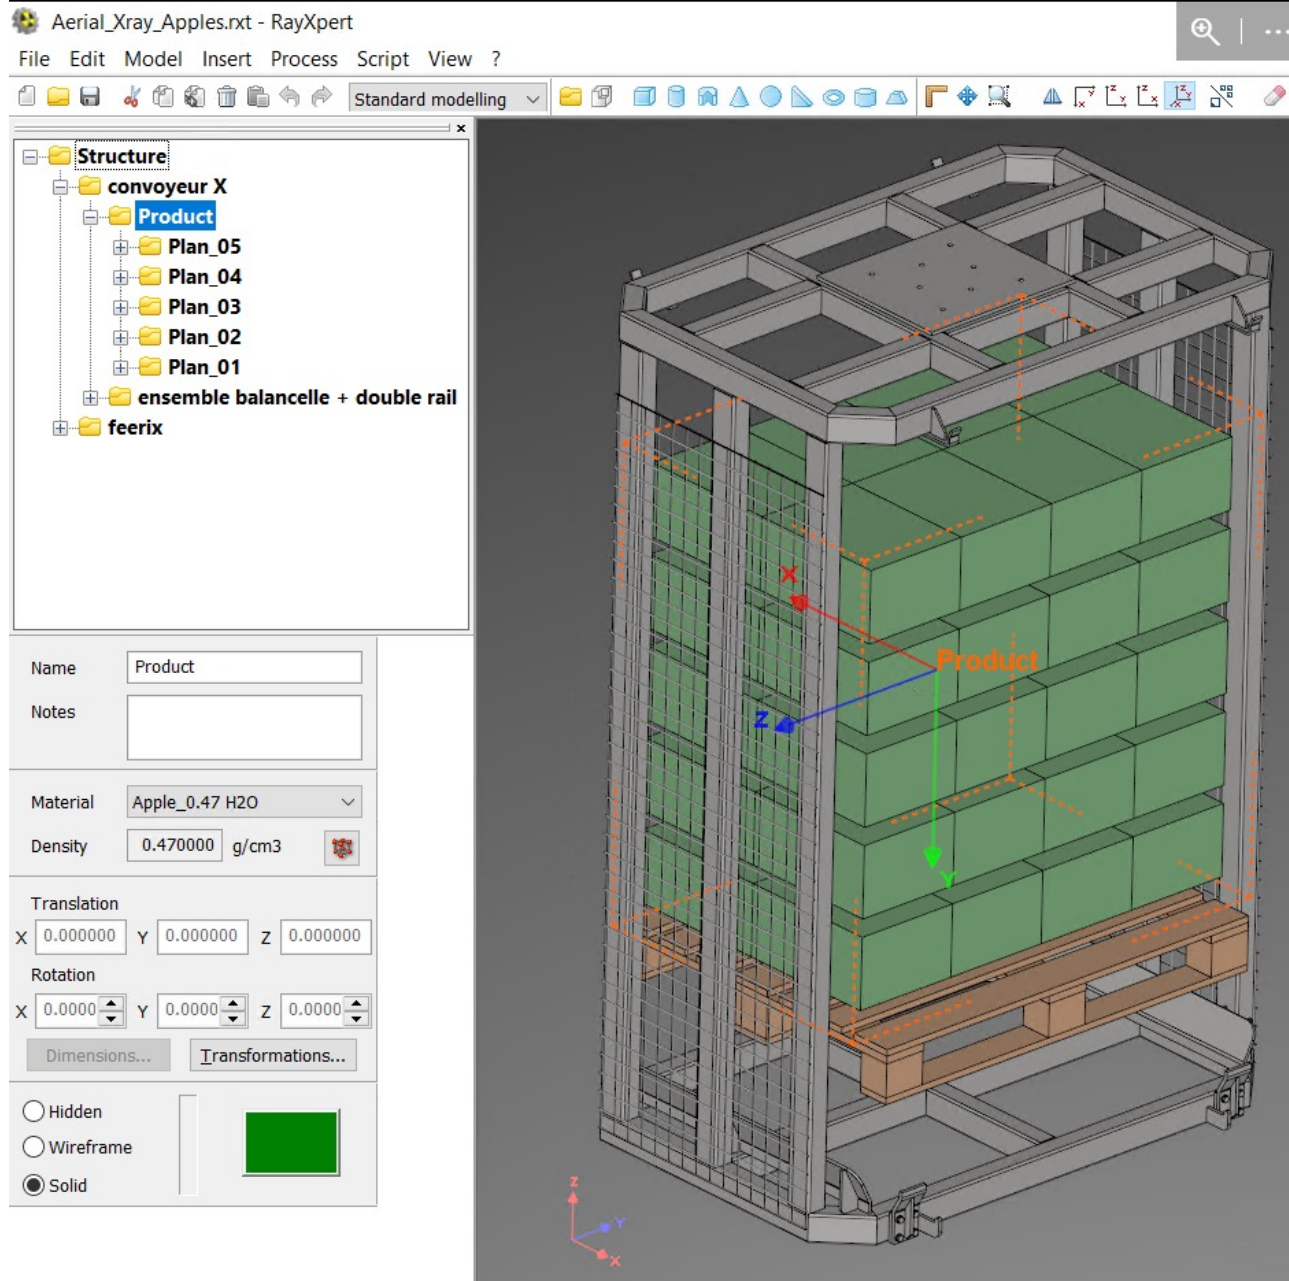 Aerial_Xray_Apples.rxt - RayXpert
File Edit Model Insert Process Script View ?
Standard modelling
Structure
convoyeur X
Product
Plan_05
Plan_04
Plan_03
Plan_02
Plan_01
ensemble balancelle + double rail
feerix
Name Product
Notes
Material Apple_0.47 H2O
Density 0.470000 g/cm3
Translation
X 0.000000 Y 0.000000 Z 0.000000
Rotation
X 0.0000 Y 0.0000 Z 0.0000
Dimensions... Transformations...
Hidden
Wireframe
Solid
X
Product
Z
Y
Z
Y
X